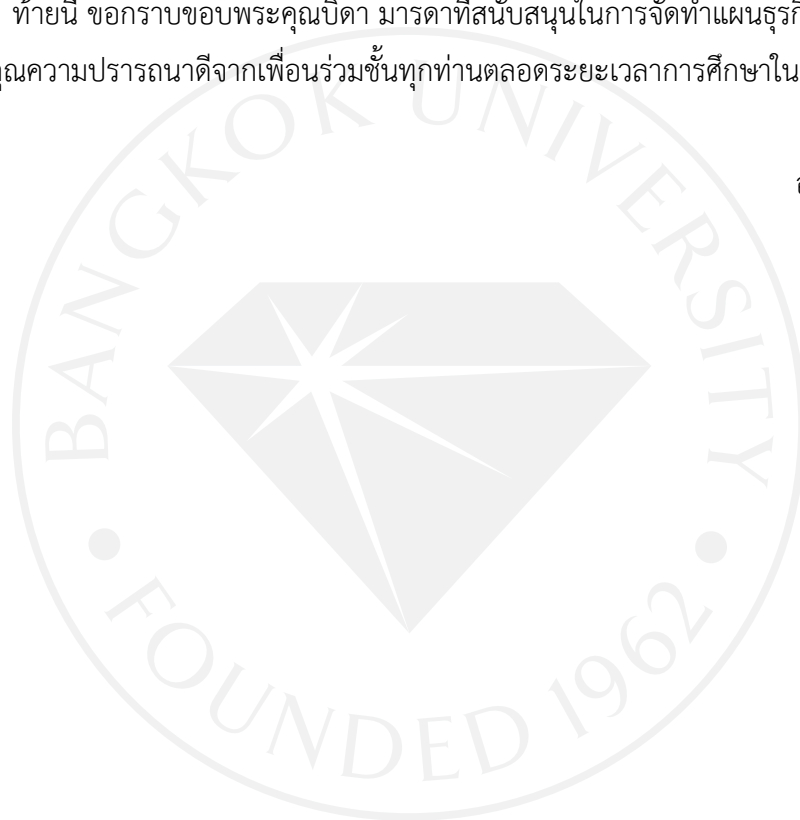 ท้ายนี้ ขอกราบขอบพระคุณบิดา มารดาที่สนับสนุนในการจัดทำแผนธุรกิ
ุณความปรารถนาดีจากเพื่อนร่วมชั้นทุกท่านตลอดระยะเวลาการศึกษาใน
BANGKOK UNIVERSITY
FOUNDED 1962